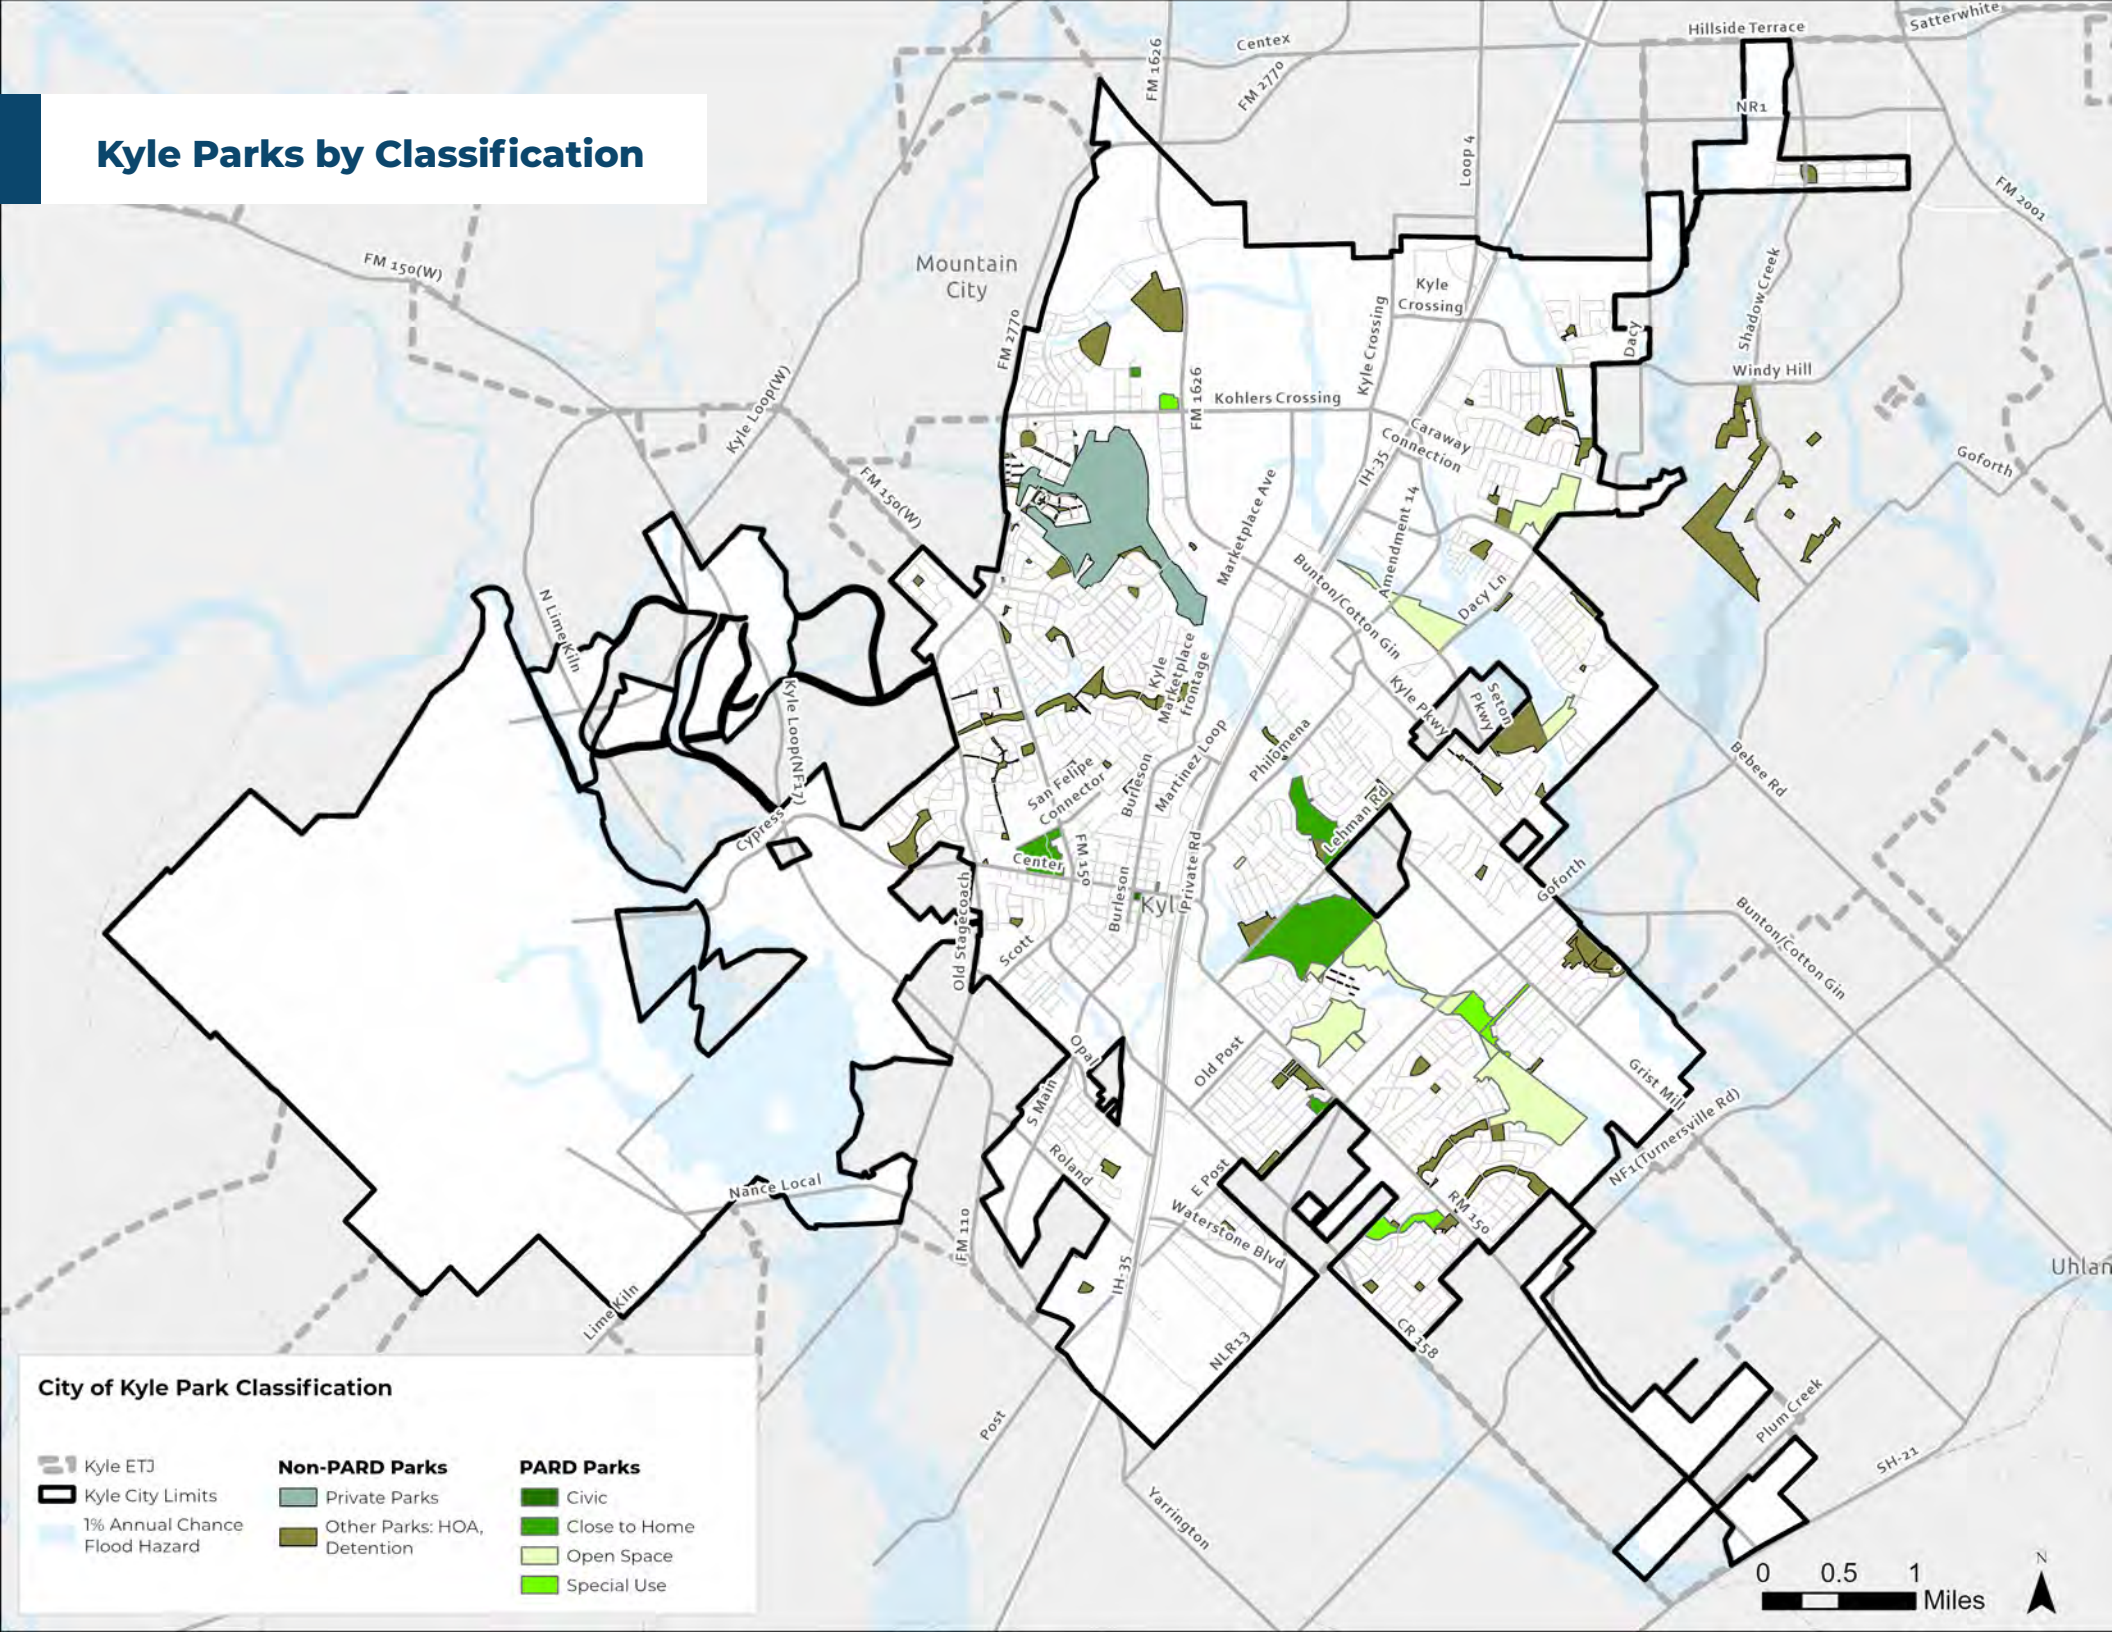 Kyle Parks by Classification
Hillside Terrace
Satterwhite
Centex
FM 1626
FM 2770
NR1
Loop 4
FM 2001
FM 150(W)
Mountain
City
Kyle
Crossing
Shadow Creek
Dacy
FM 2770
Kyle Crossing
Windy Hill
Kyle Loop(W)
FM 1626
Kohlers Crossing
Caraway
Connection
IH-35
Goforth
FM 150(W)
Marketplace Ave
Amendment 14
Bunton/Cotton Gin
Dacy Ln
N LimeKiln
Kyle
Marketplace
frontage
Kyle Pkwy
Seton
Pkwy
Kyle Loop(NF17)
Martinez Loop
Philomena
Bebee Rd
San Felipe
Connector
Burleson
Cypress
Lehman Rd
Center
FM 150
Private Rd
Burleson
Kyl
Goforth
Old Stagecoach
Scott
Bunton/Cotton Gin
Opal
Old Post
S Main
Grist Mill
NF1(Turnersville Rd)
Roland
E Post
Nance Local
Waterstone Blvd
RM 150
FM 110
IH-35
Uhlan
Lime Kiln
NLR13
CR 158
Post
Plum Creek
SH-21
Yarrington
City of Kyle Park Classification
Kyle ETJ
Kyle City Limits
1% Annual Chance
Flood Hazard
Non-PARD Parks
Private Parks
Other Parks: HOA,
Detention
PARD Parks
Civic
Close to Home
Open Space
Special Use
0 0.5 1
Miles
N